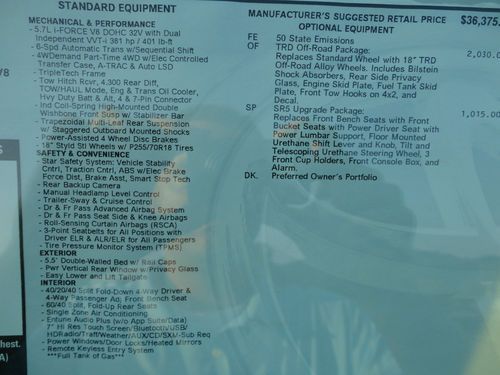 STANDARD EQUIPMENT
MECHANICAL & PERFORMANCE
- 5.7L i-FORCE V8 DOHC 32V with Dual
Independent VVT-i 381 hp / 401 lb-ft
- 6-Spd Automatic Trans w/Sequential Shift
- 4WDemand Part-Time 4WD w/Elec Controlled
Transfer Case, A-TRAC & Auto LSD
- TripleTech Frame
- Tow Hitch Rcvr, 4.300 Rear Diff,
TOW/HAUL Mode, Eng & Trans Oil Cooler,
Hvy Duty Batt & Alt, 4 & 7-Pin Connector
- Ind Coil-Spring High-Mounted Double
Wishbone Front Susp w/ Stabilizer Bar
- Trapezoidal Multi-Leaf Rear Suspension
w/ Staggered Outboard Mounted Shocks
- Power-Assisted 4 Wheel Disc Brakes
- 18" Styld Stl Wheels w/ P255/70R18 Tires
SAFETY & CONVENIENCE
- Star Safety System: Vehicle Stability
Cntrl, Traction Cntrl, ABS w/Elec Brake
Force Dist, Brake Asst, Smart Stop Tech
- Rear Backup Camera
- Manual Headlamp Level Control
- Trailer-Sway & Cruise Control
- Dr & Fr Pass Advanced Airbag System
- Dr & Fr Pass Seat Side & Knee Airbags
- Roll-Sensing Curtain Airbags (RSCA)
- 3-Point Seatbelts for All Positions with
Driver ELR & ALR/ELR for All Passengers
- Tire Pressure Monitor System (TPMS)
EXTERIOR
- 5.5' Double-Walled Bed w/ Rail Caps
- Pwr Vertical Rear Window w/Privacy Glass
- Easy Lower and Lift Tailgate
INTERIOR
- 40/20/40 Split Fold-Down 4-Way Driver &
4-Way Passenger Adj. Front Bench Seat
- 60/40 Split, Fold-Up Rear Seats
- Single Zone Air Conditioning
- Entune Audio Plus (w/o App Suite/Data)
7" Hi Res Touch Screen/Bluetooth/USB/
HDRadio/Traff/Weather/AUX/CD/SXM-Sub Req
- Power Windows/Door Locks/Heated Mirrors
- Remote Keyless Entry System
***Full Tank of Gas***
MANUFACTURER'S SUGGESTED RETAIL PRICE $36,375.
OPTIONAL EQUIPMENT
FE 50 State Emissions
OF TRD Off-Road Package: 2,030.0
Replaces Standard Wheel with 18" TRD
Off-Road Alloy Wheels. Includes Bilstein
Shock Absorbers, Rear Side Privacy
Glass, Engine Skid Plate, Fuel Tank Skid
Plate, Front Tow Hooks on 4x2, and
Decal.
SP SR5 Upgrade Package: 1,015.00
Replaces Front Bench Seats with Front
Bucket Seats with Power Driver Seat with
Power Lumbar Support, Floor Mounted
Urethane Shift Lever and Knob, Tilt and
Telescoping Urethane Steering Wheel, 3
Front Cup Holders, Front Console Box, and
Alarm.
DK. Preferred Owner's Portfolio
/V8
hest.
A)